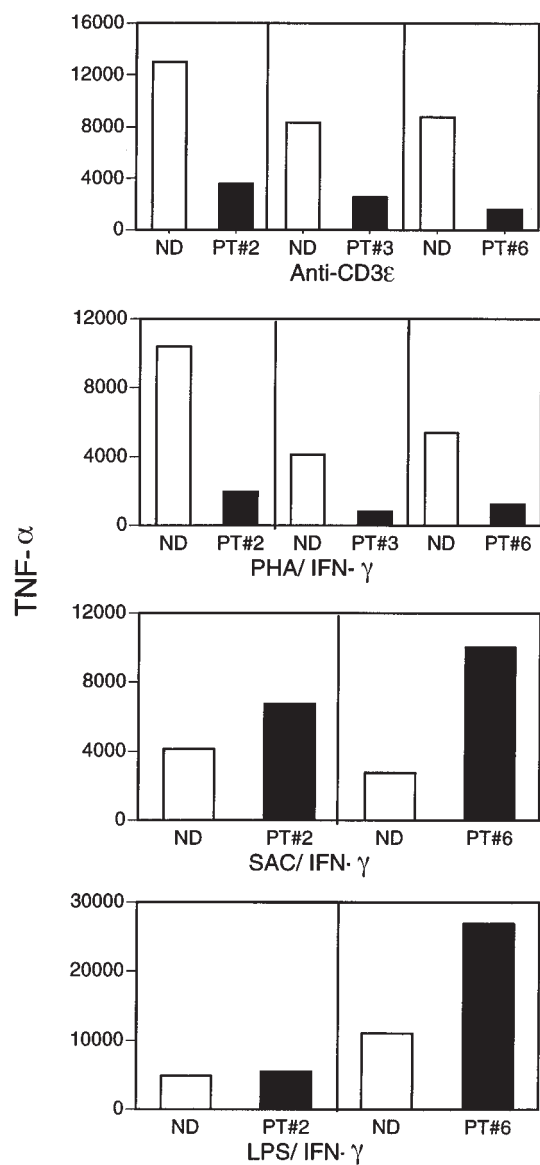 TNF-α
16000
12000
8000
4000
0
ND PT#2 ND PT#3 ND PT#6
Anti-CD3ε
12000
8000
4000
0
ND PT#2 ND PT#3 ND PT#6
PHA/ IFN- γ
12000
8000
4000
0
ND PT#2 ND PT#6
SAC/ IFN- γ
30000
20000
10000
0
ND PT#2 ND PT#6
LPS/ IFN- γ